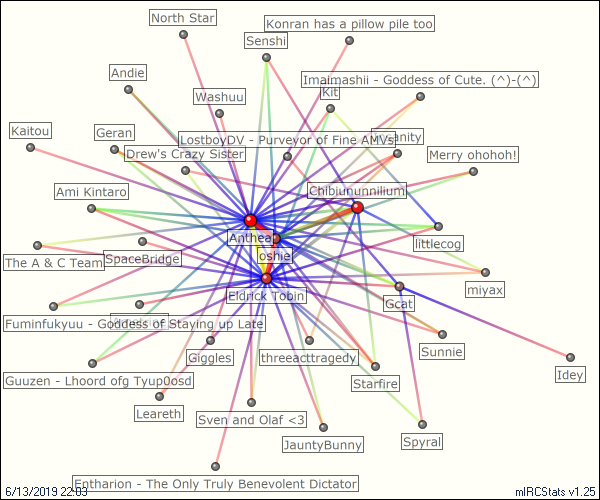 North Star
Konran has a pillow pile too
Senshi
Andie
Imaimashii - Goddess of Cute. (^)-(^)
Kit
Washuu
Kaitou
Geran
LostboyDV - Purveyor of Fine AMVs
Drew's Crazy Sister
Merry ohohoh!
Ami Kintaro
Chibiununnilium
Anthea
littlecog
The A & C Team
SpaceBridge
oshiel
miyax
Eldrick Tobin
Gcat
Fuminfukyuu - Goddess of Staying up Late
Giggles
threeacttragedy
Sunnie
Guuzen - Lhoord ofg Tyup0osd
Starfire
Idey
Leareth
Sven and Olaf <3
JauntyBunny
Spyral
Entharion - The Only Truly Benevolent Dictator
6/13/2019 22:03
mIRCStats v1.25